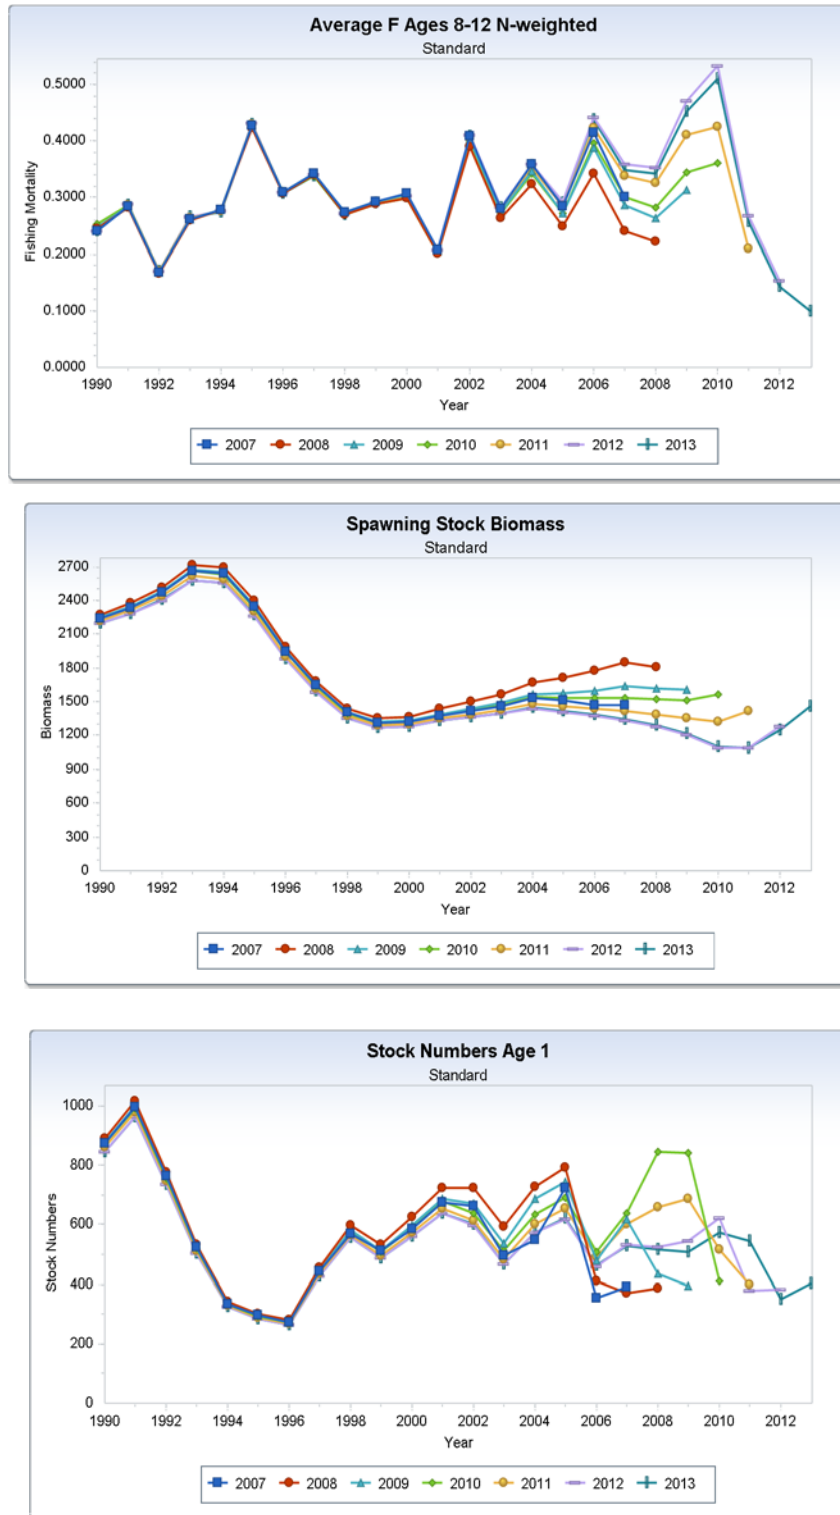 Average F Ages 8-12 N-weighted
Standard
Fishing Mortality
0.5000
0.4000
0.3000
0.2000
0.1000
0.0000
1990 1992 1994 1996 1998 2000 2002 2004 2006 2008 2010 2012
Year
2007 2008 2009 2010 2011 2012 2013
Spawning Stock Biomass
Standard
Biomass
2700
2400
2100
1800
1500
1200
900
600
300
0
1990 1992 1994 1996 1998 2000 2002 2004 2006 2008 2010 2012
Year
2007 2008 2009 2010 2011 2012 2013
Stock Numbers Age 1
Standard
Stock Numbers
1000
800
600
400
200
0
1990 1992 1994 1996 1998 2000 2002 2004 2006 2008 2010 2012
Year
2007 2008 2009 2010 2011 2012 2013